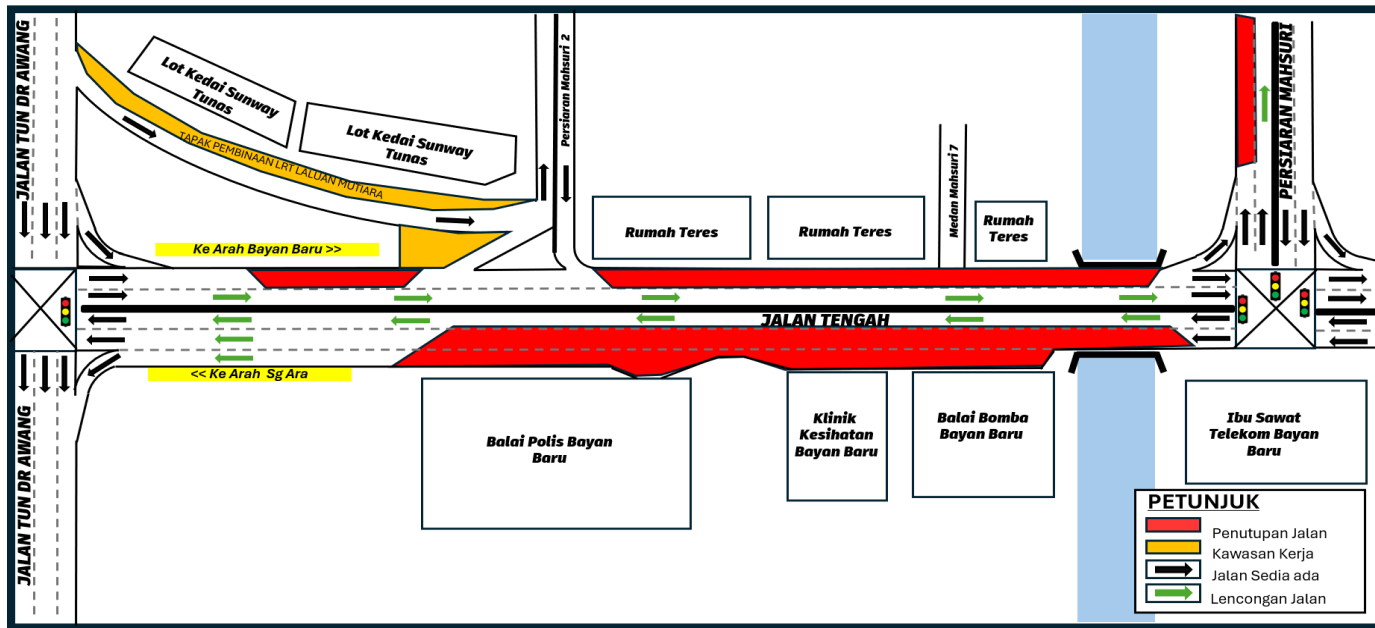 JALAN TUN DR AWANG
Lot Kedai Sunway
Tunas
Lot Kedai Sunway
Tunas
TAPAK PEMBINAAN LRT LALUAN MUTIARA
Persiaran Mahsuri 2
PERSIARAN MAHSURI
Medan Mahsuri 7
Rumah Teres
Rumah Teres
Rumah
Teres
Ke Arah Bayan Baru >>
JALAN TENGAH
<< Ke Arah Sg Ara
JALAN TUN DR AWANG
Balai Polis Bayan
Baru
Klinik
Kesihatan
Bayan Baru
Balai Bomba
Bayan Baru
Ibu Sawat
Telekom Bayan
Baru
PETUNJUK
Penutupan Jalan
Kawasan Kerja
Jalan Sedia ada
Lencongan Jalan